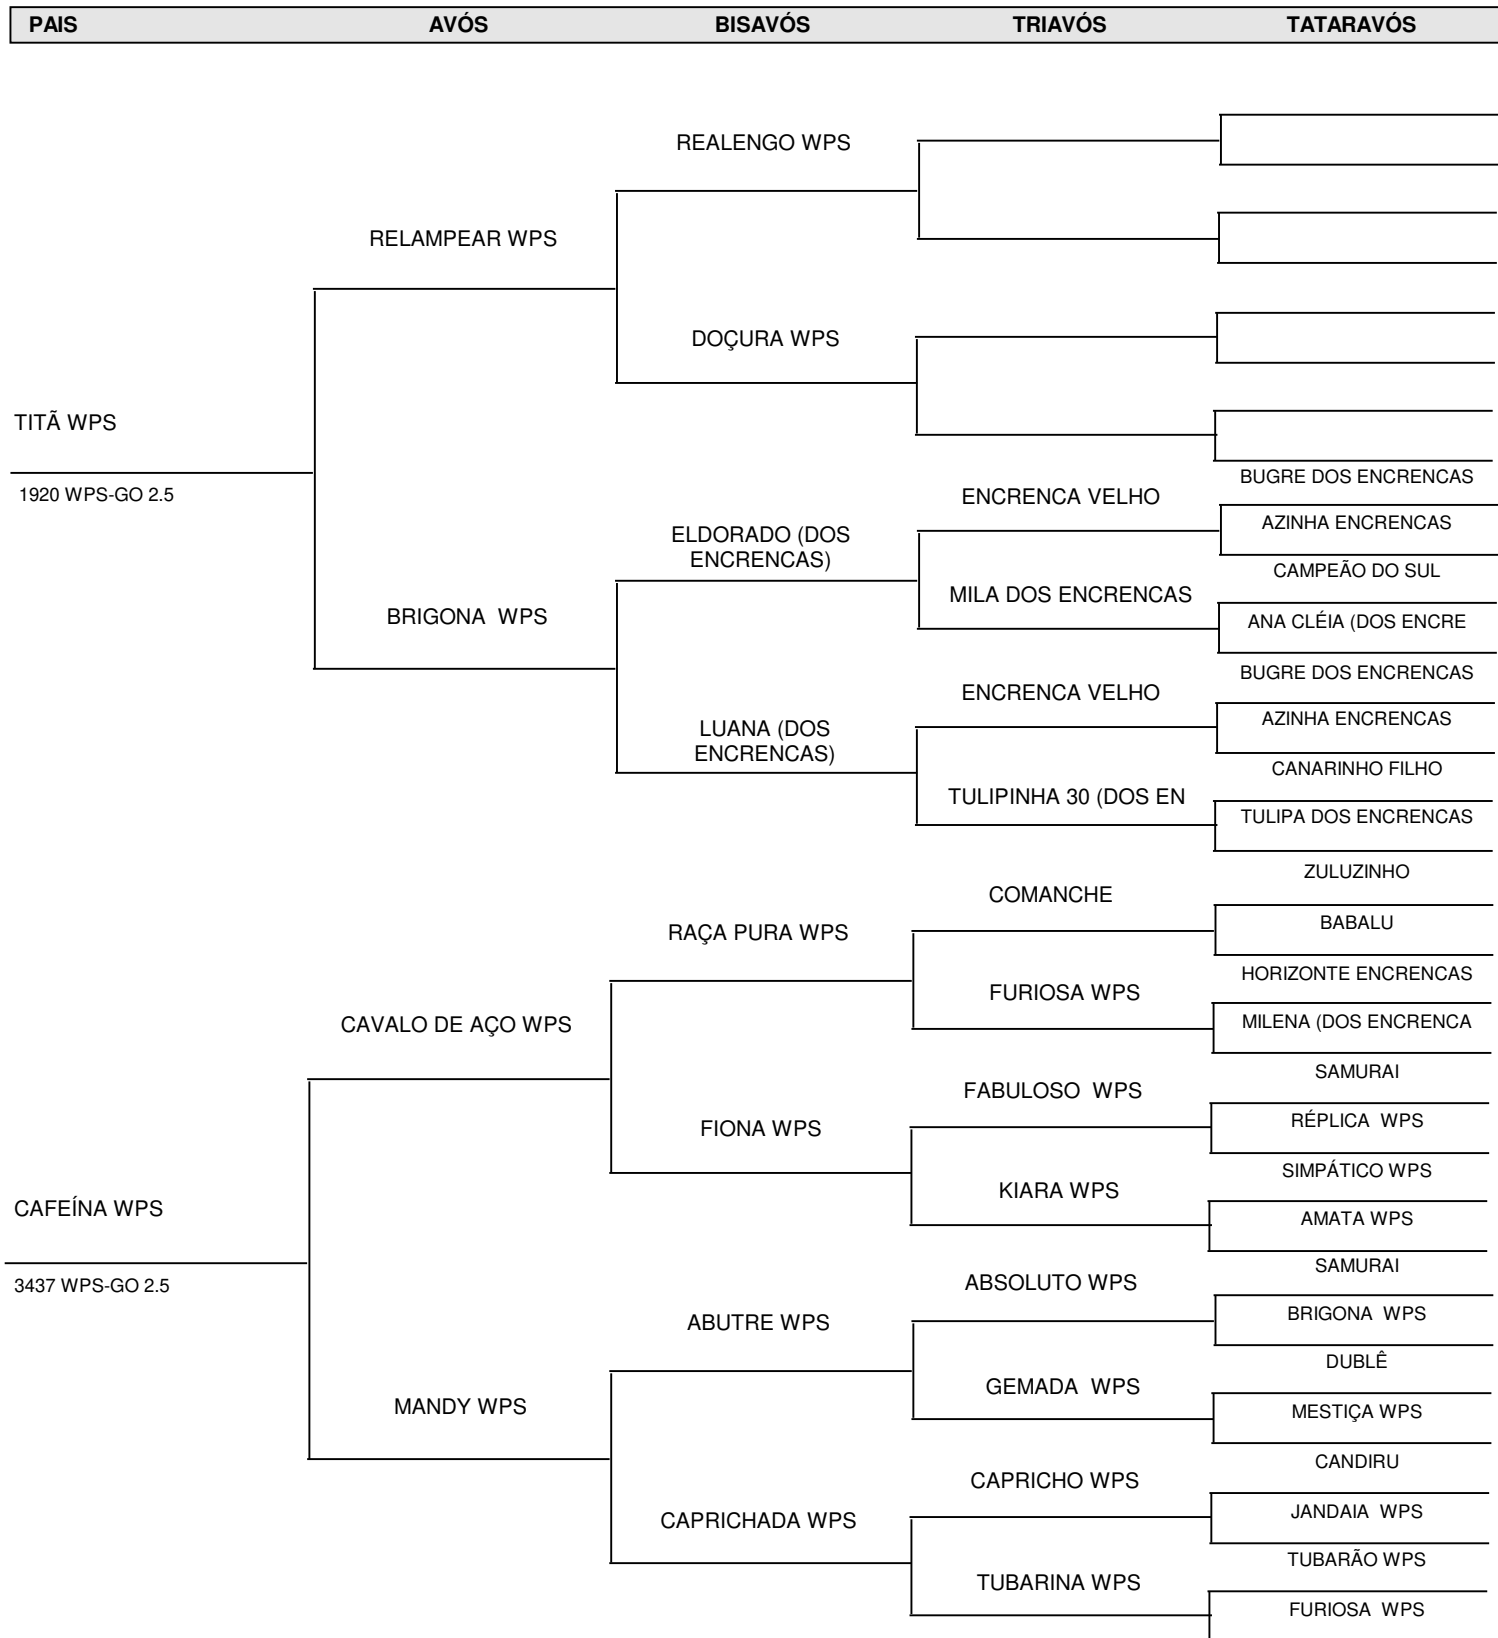 PAIS AVÓS BISAVÓS TRIAVÓS TATARAVÓS
REALENGO WPS
RELAMPEAR WPS
DOÇURA WPS
TITÃ WPS
1920 WPS-GO 2.5
BUGRE DOS ENCRENCAS
ENCRENCA VELHO
AZINHA ENCRENCAS
ELDORADO (DOS
ENCRENCAS)
CAMPEÃO DO SUL
MILA DOS ENCRENCAS
BRIGONA WPS
ANA CLÉIA (DOS ENCRE
BUGRE DOS ENCRENCAS
ENCRENCA VELHO
AZINHA ENCRENCAS
LUANA (DOS
ENCRENCAS)
CANARINHO FILHO
TULIPINHA 30 (DOS EN
TULIPA DOS ENCRENCAS
ZULUZINHO
COMANCHE
BABALU
RAÇA PURA WPS
HORIZONTE ENCRENCAS
FURIOSA WPS
MILENA (DOS ENCRENCA
CAVALO DE AÇO WPS
SAMURAI
FABULOSO WPS
RÉPLICA WPS
FIONA WPS
SIMPÁTICO WPS
KIARA WPS
CAFEÍNA WPS
AMATA WPS
SAMURAI
3437 WPS-GO 2.5
ABSOLUTO WPS
BRIGONA WPS
ABUTRE WPS
DUBLÊ
GEMADA WPS
MANDY WPS
MESTIÇA WPS
CANDIRU
CAPRICHO WPS
JANDAIA WPS
CAPRICHADA WPS
TUBARÃO WPS
TUBARINA WPS
FURIOSA WPS